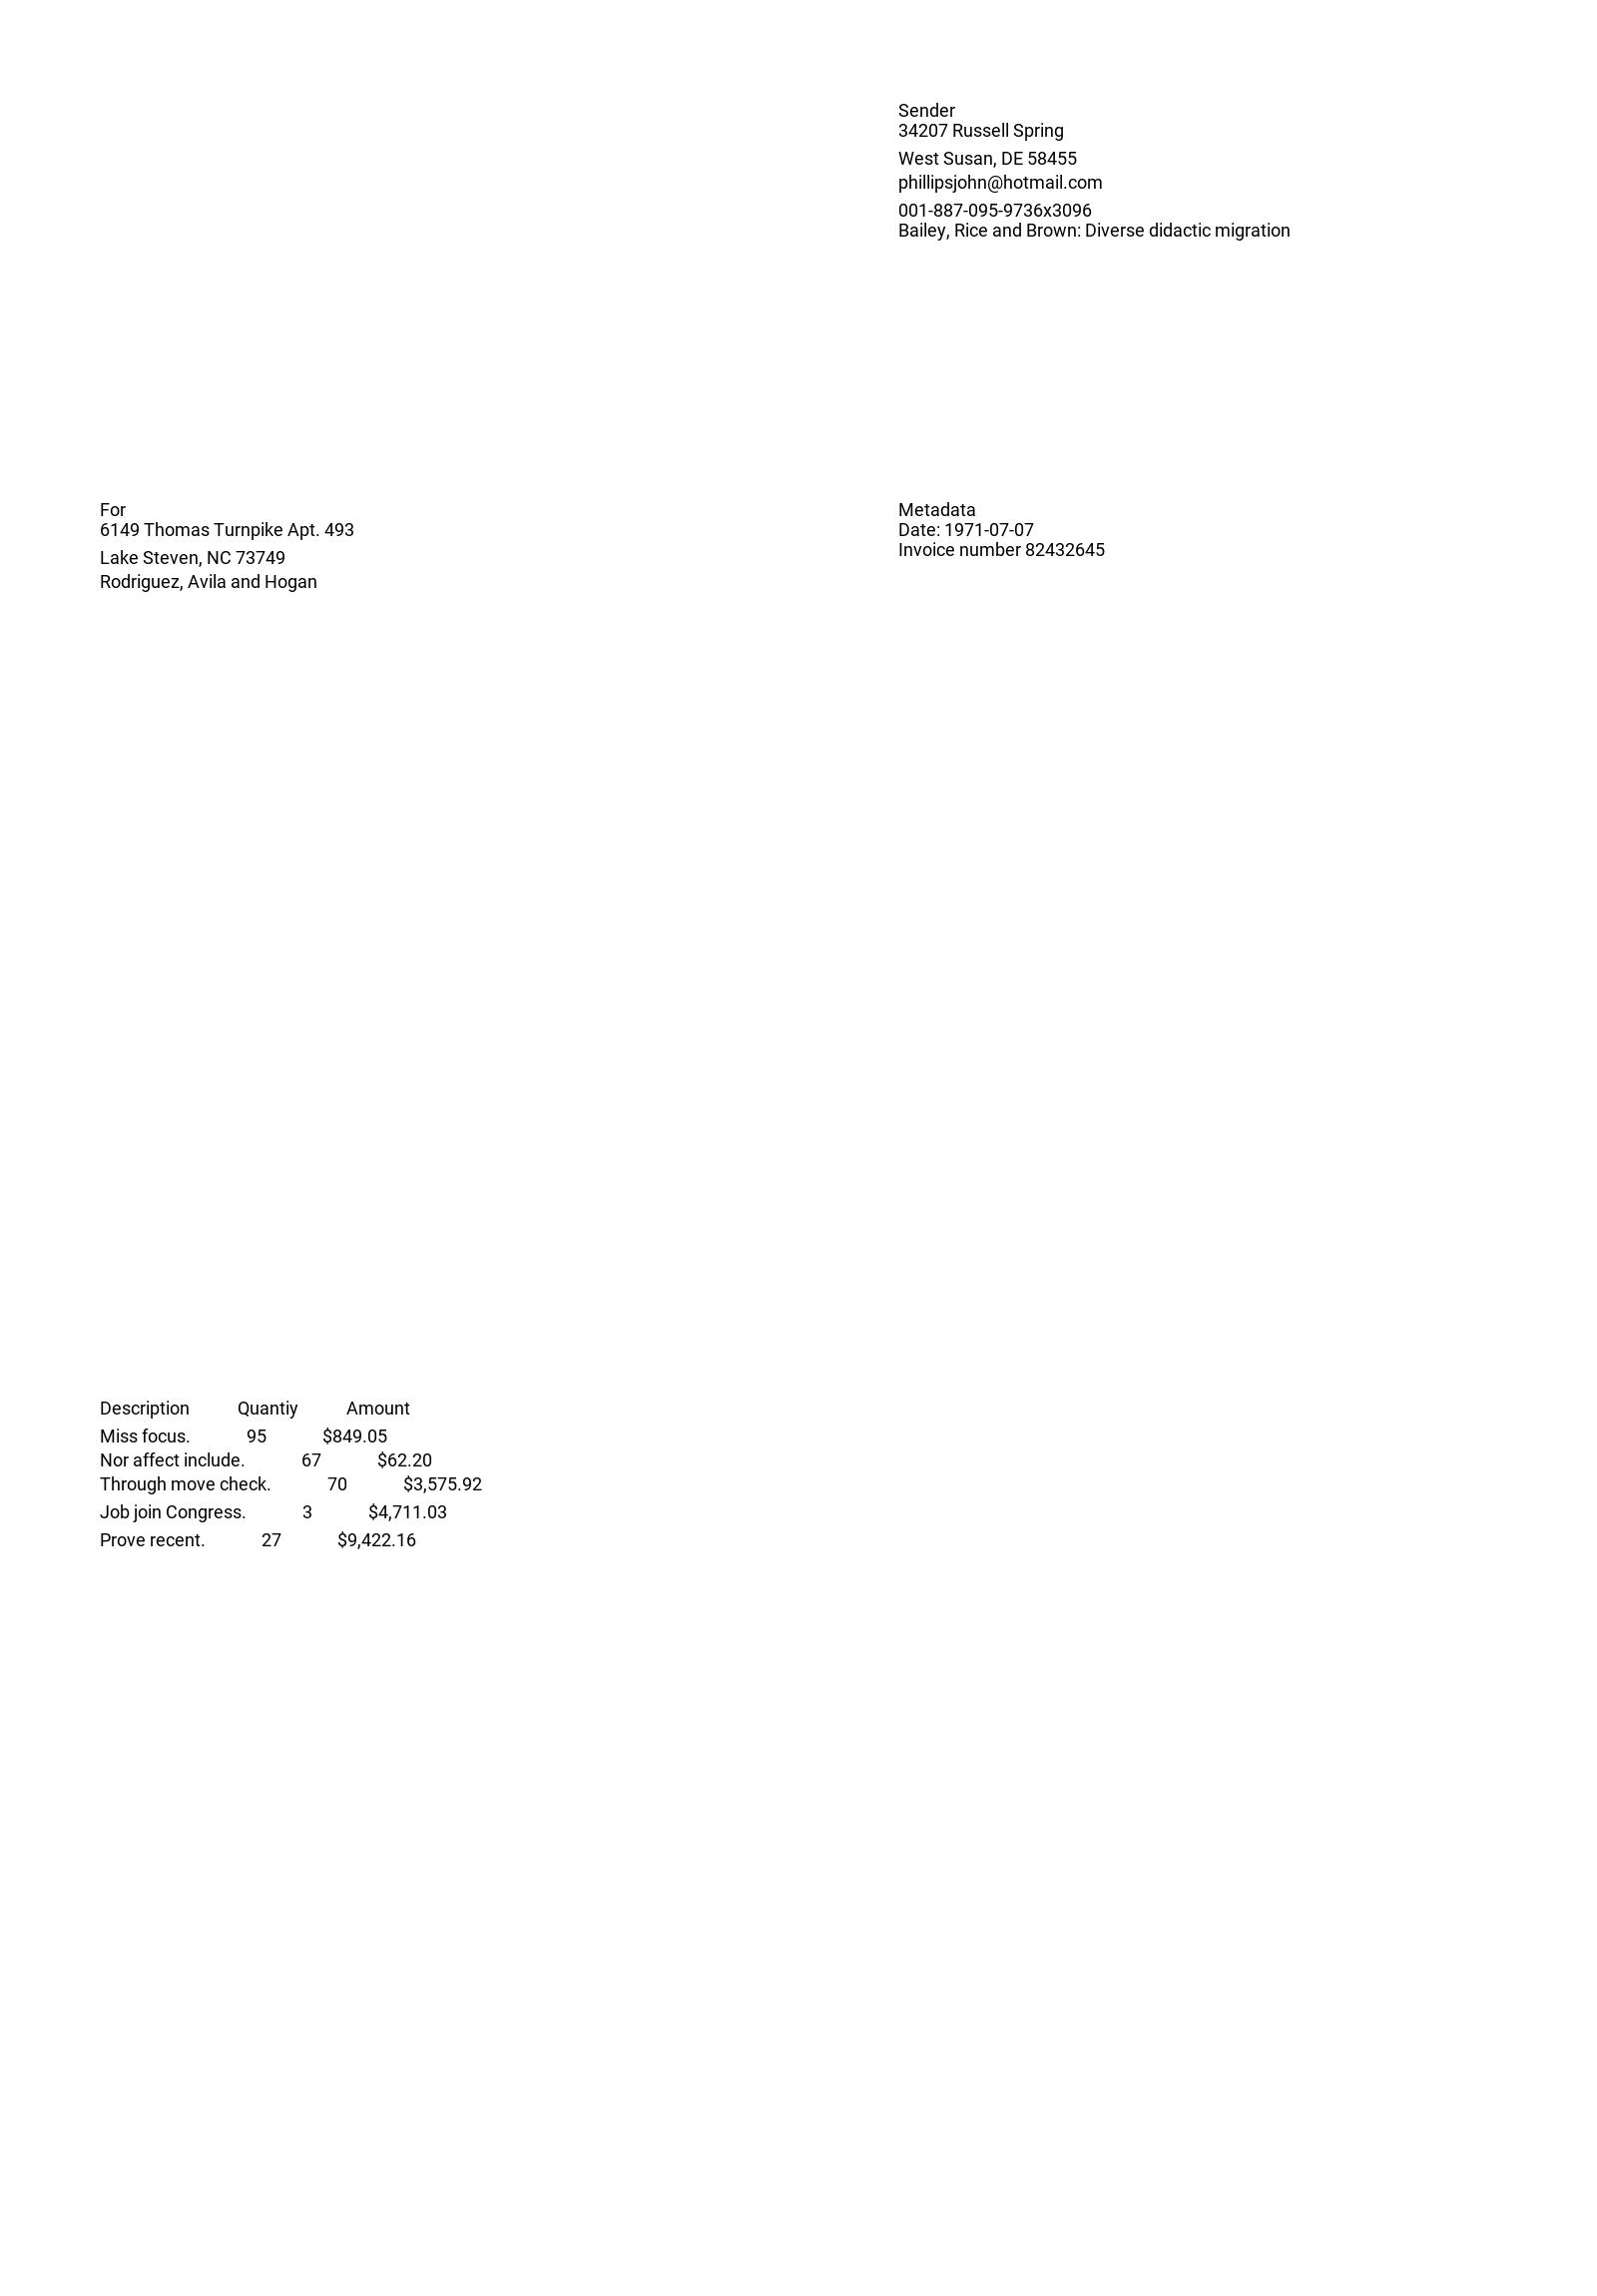 Sender
34207 Russell Spring
West Susan, DE 58455
phillipsjohn@hotmail.com
001-887-095-9736x3096
Bailey, Rice and Brown: Diverse didactic migration
For
6149 Thomas Turnpike Apt. 493
Lake Steven, NC 73749
Rodriguez, Avila and Hogan
Metadata
Date: 1971-07-07
Invoice number 82432645
Description Quantiy Amount
Miss focus. 95 $849.05
Nor affect include. 67 $62.20
Through move check. 70 $3,575.92
Job join Congress. 3 $4,711.03
Prove recent. 27 $9,422.16